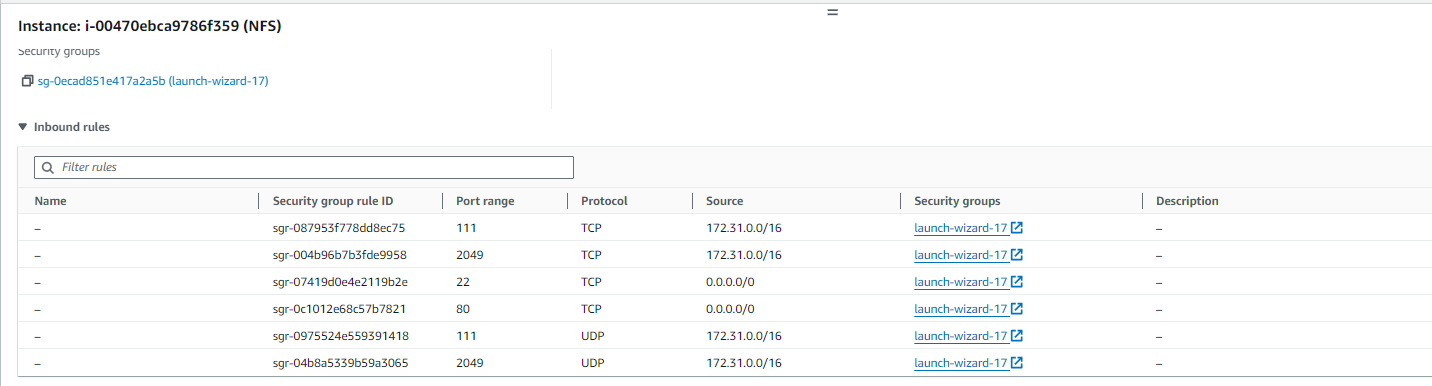 Instance: i-00470ebca9786f359 (NFS)
Security groups
sg-0ecad851e417a2a5b (launch-wizard-17)
Inbound rules
Filter rules
Name Security group rule ID Port range Protocol Source Security groups Description
– sgr-087953f778dd8ec75 111 TCP 172.31.0.0/16 launch-wizard-17 –
– sgr-004b96b7b3fde9958 2049 TCP 172.31.0.0/16 launch-wizard-17 –
– sgr-07419d0e4e2119b2e 22 TCP 0.0.0.0/0 launch-wizard-17 –
– sgr-0c1012e68c57b7821 80 TCP 0.0.0.0/0 launch-wizard-17 –
– sgr-0975524e559391418 111 UDP 172.31.0.0/16 launch-wizard-17 –
– sgr-04b8a5339b59a3065 2049 UDP 172.31.0.0/16 launch-wizard-17 –